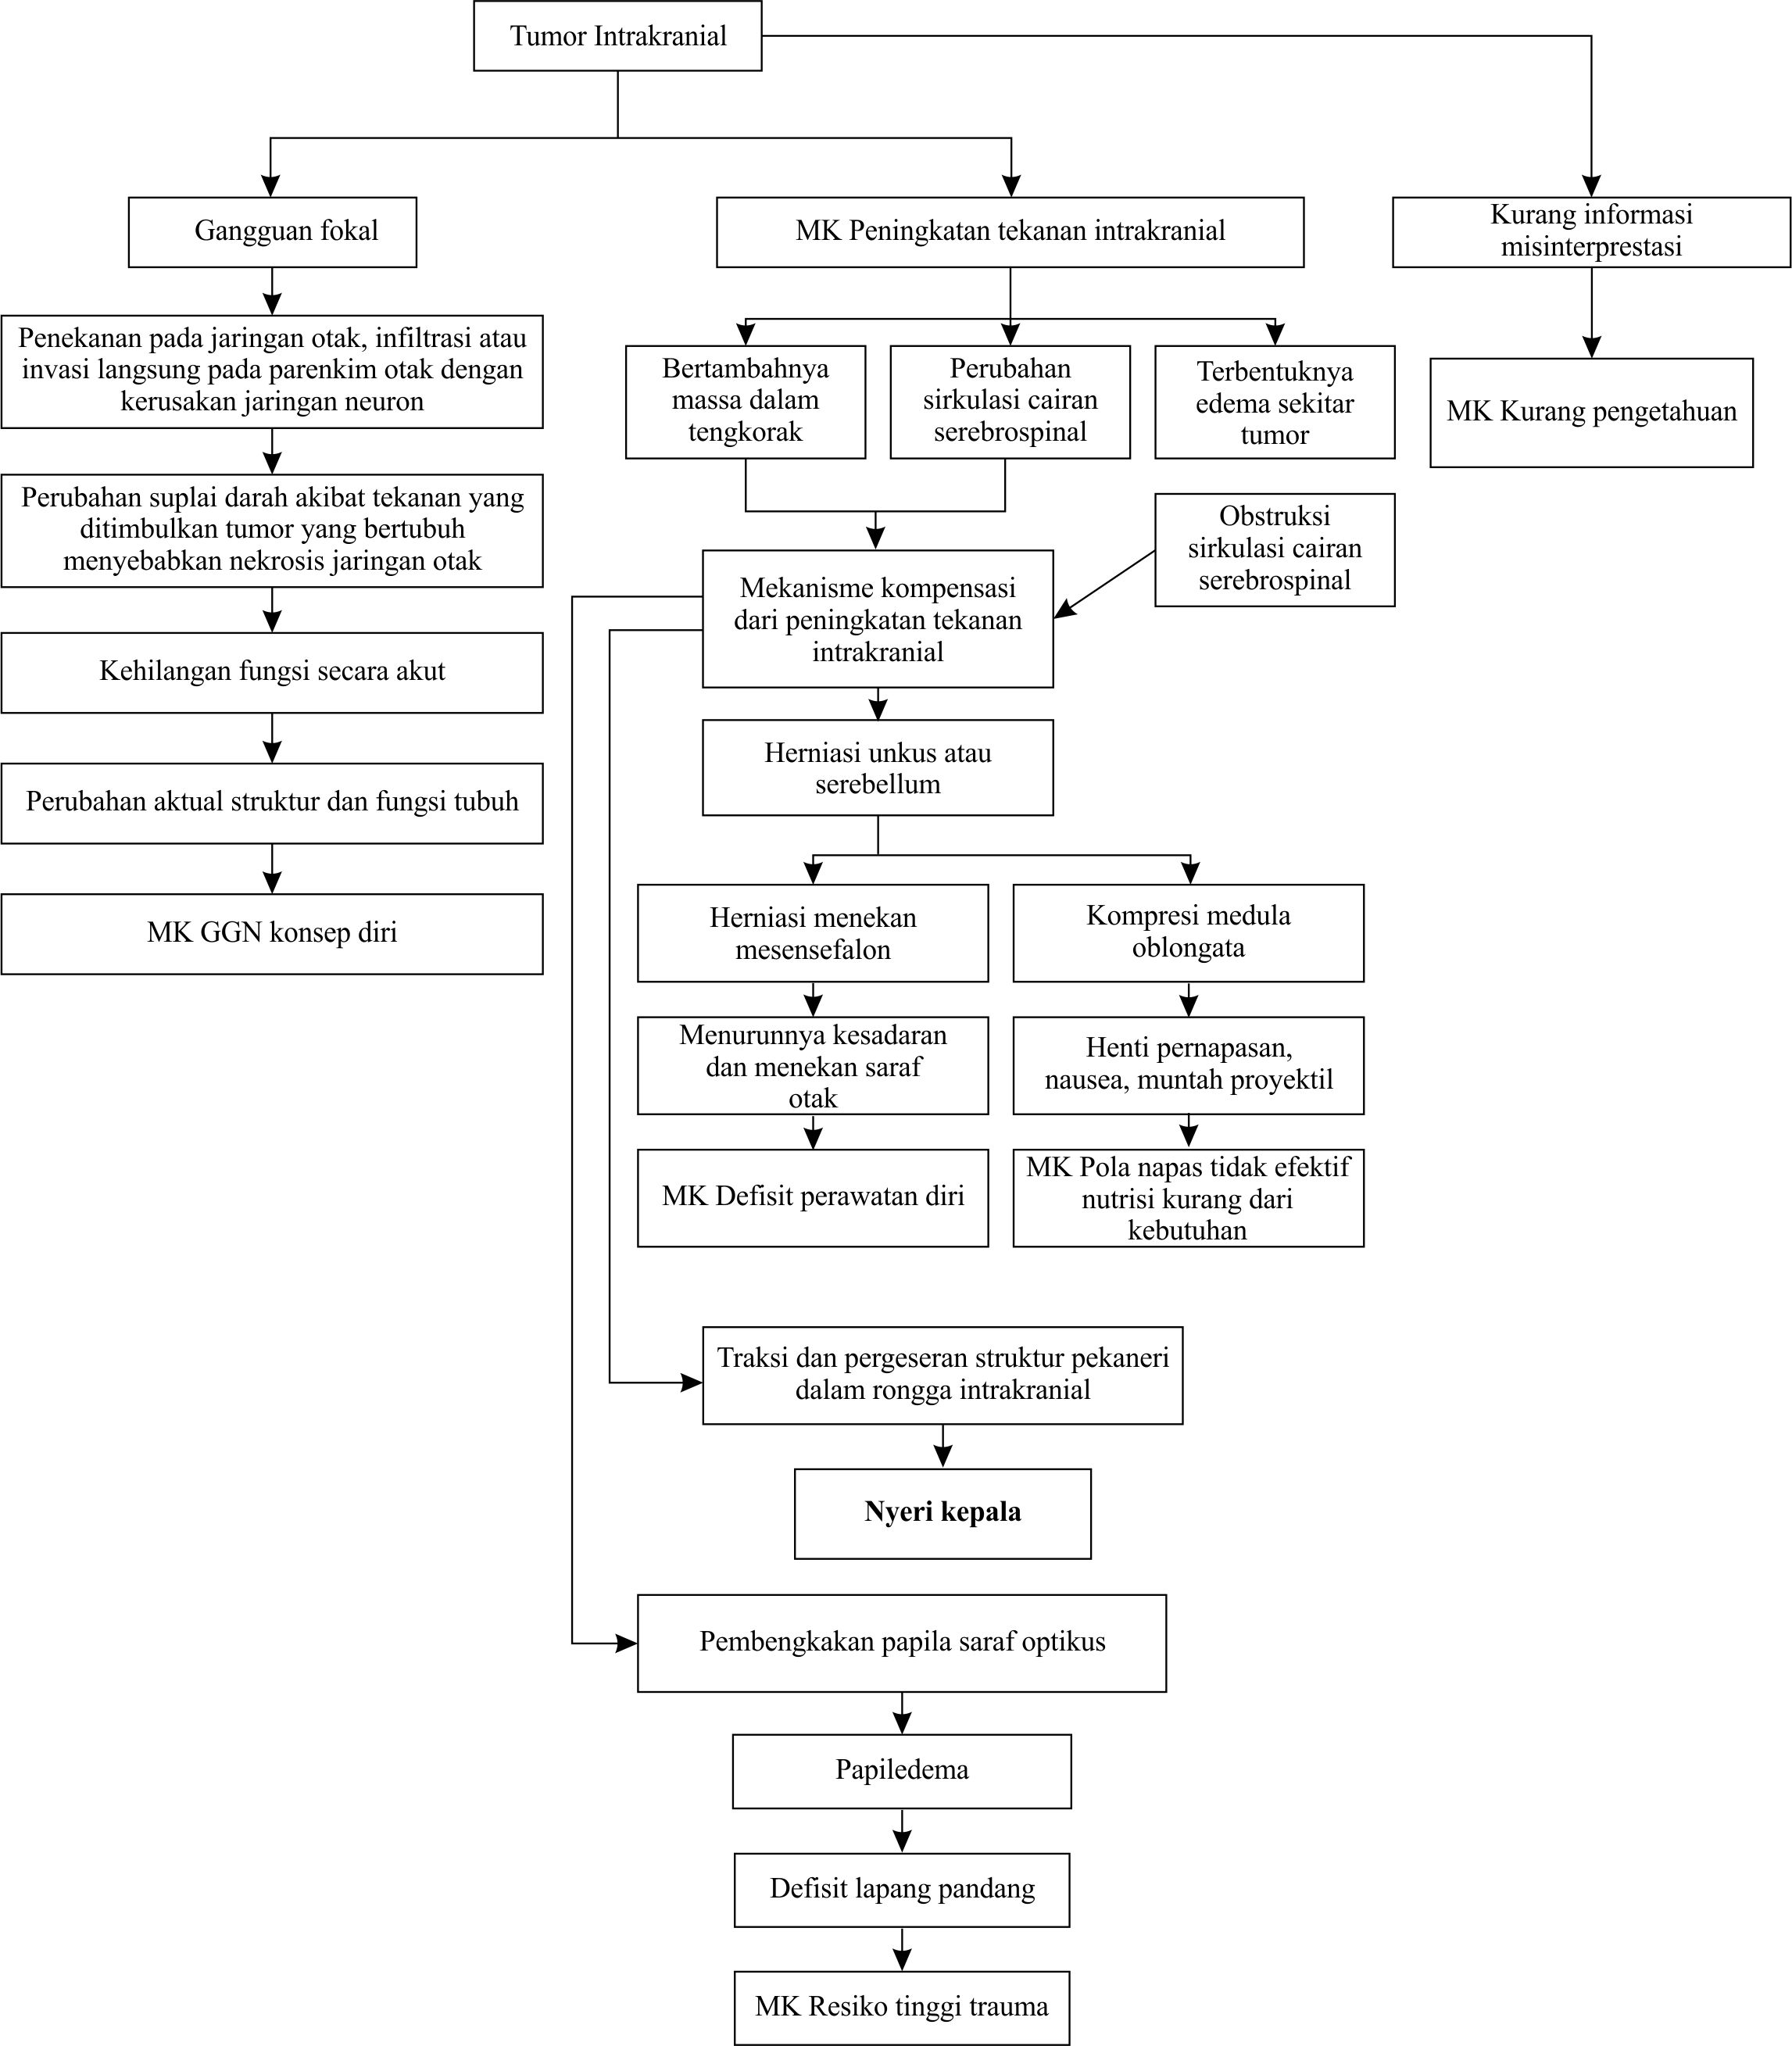 Tumor Intrakranial
Gangguan fokal
MK Peningkatan tekanan intrakranial
Kurang informasi
misinterprestasi
Penekanan pada jaringan otak, infiltrasi atau
invasi langsung pada parenkim otak dengan
kerusakan jaringan neuron
Bertambahnya
massa dalam
tengkorak
Perubahan
sirkulasi cairan
serebrospinal
Terbentuknya
edema sekitar
tumor
MK Kurang pengetahuan
Perubahan suplai darah akibat tekanan yang
ditimbulkan tumor yang bertubuh
menyebabkan nekrosis jaringan otak
Obstruksi
sirkulasi cairan
serebrospinal
Mekanisme kompensasi
dari peningkatan tekanan
intrakranial
Kehilangan fungsi secara akut
Herniasi unkus atau
serebellum
Perubahan aktual struktur dan fungsi tubuh
MK GGN konsep diri
Herniasi menekan
mesensefalon
Kompresi medula
oblongata
Menurunnya kesadaran
dan menekan saraf
otak
Henti pernapasan,
nausea, muntah proyektil
MK Defisit perawatan diri
MK Pola napas tidak efektif
nutrisi kurang dari
kebutuhan
Traksi dan pergeseran struktur pekaneri
dalam rongga intrakranial
Nyeri kepala
Pembengkakan papila saraf optikus
Papiledema
Defisit lapang pandang
MK Resiko tinggi trauma